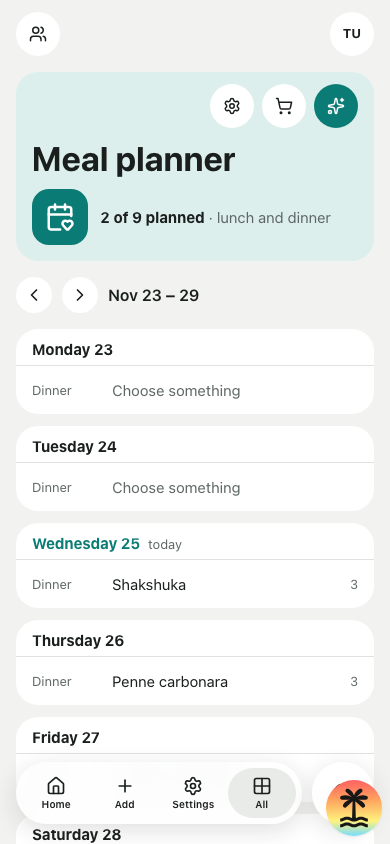 TU
Meal planner
2 of 9 planned · lunch and dinner
Nov 23 – 29
Monday 23
Dinner Choose something
Tuesday 24
Dinner Choose something
Wednesday 25 today
Dinner Shakshuka 3
Thursday 26
Dinner Penne carbonara 3
Friday 27
Home Add Settings All
Saturday 28